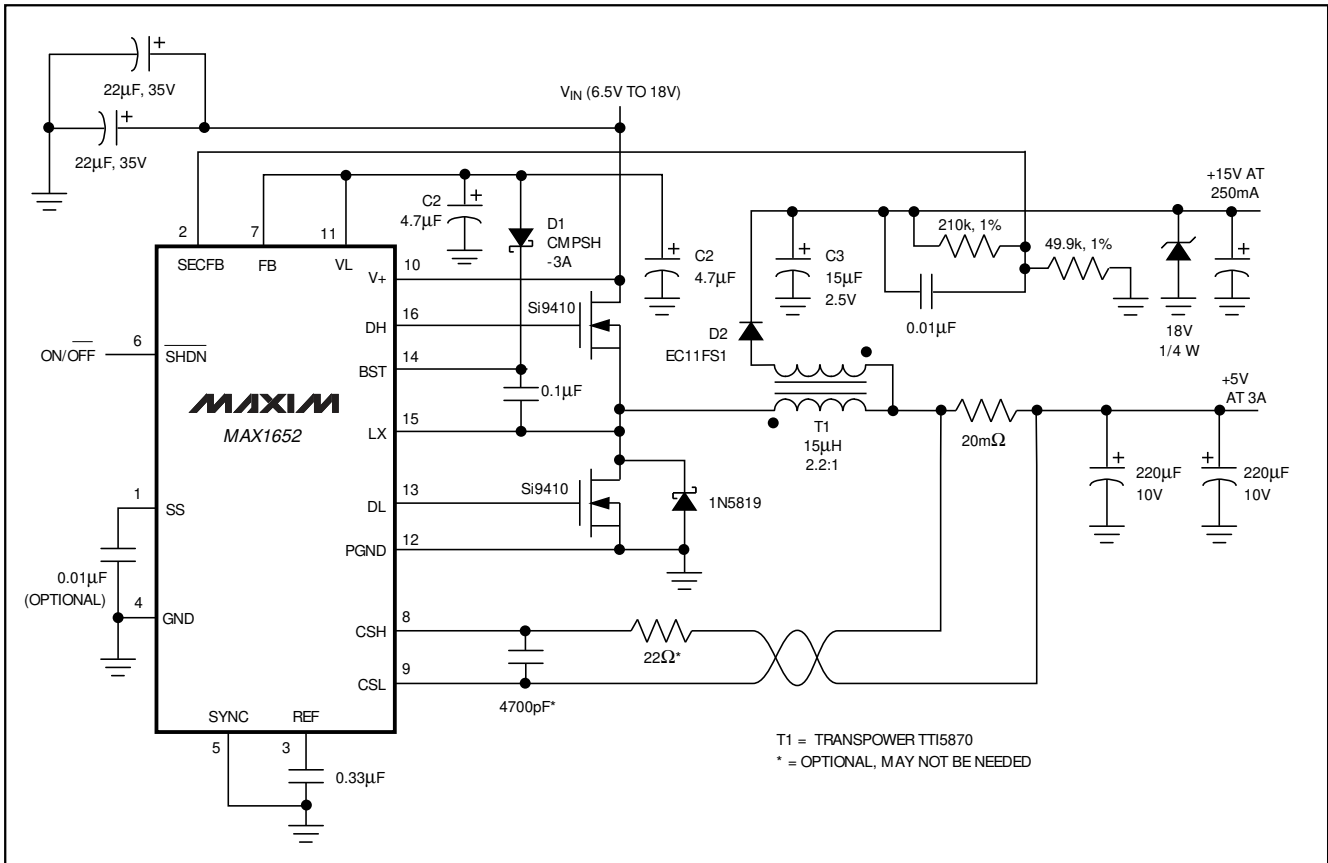 22μF, 35V
22μF, 35V
VIN (6.5V TO 18V)
+15V AT
250mA
C2
4.7μF
D1
CMPSH
-3A
C2
4.7μF
C3
15μF
2.5V
210k, 1%
49.9k, 1%
0.01μF
18V
1/4 W
2
7
11
SECFB
FB
VL
V+
10
Si9410
DH
16
D2
EC11FS1
ON/OFF
6
SHDN
BST
14
0.1μF
MAXIM
MAX1652
LX
15
T1
15μH
2.2:1
20mΩ
+5V
AT 3A
220μF
10V
220μF
10V
1
SS
Si9410
DL
13
1N5819
PGND
12
0.01μF
(OPTIONAL)
4
GND
CSH
8
22Ω*
CSL
9
4700pF*
SYNC
REF
5
3
0.33μF
T1 = TRANSPOWER TTI5870
* = OPTIONAL, MAY NOT BE NEEDED